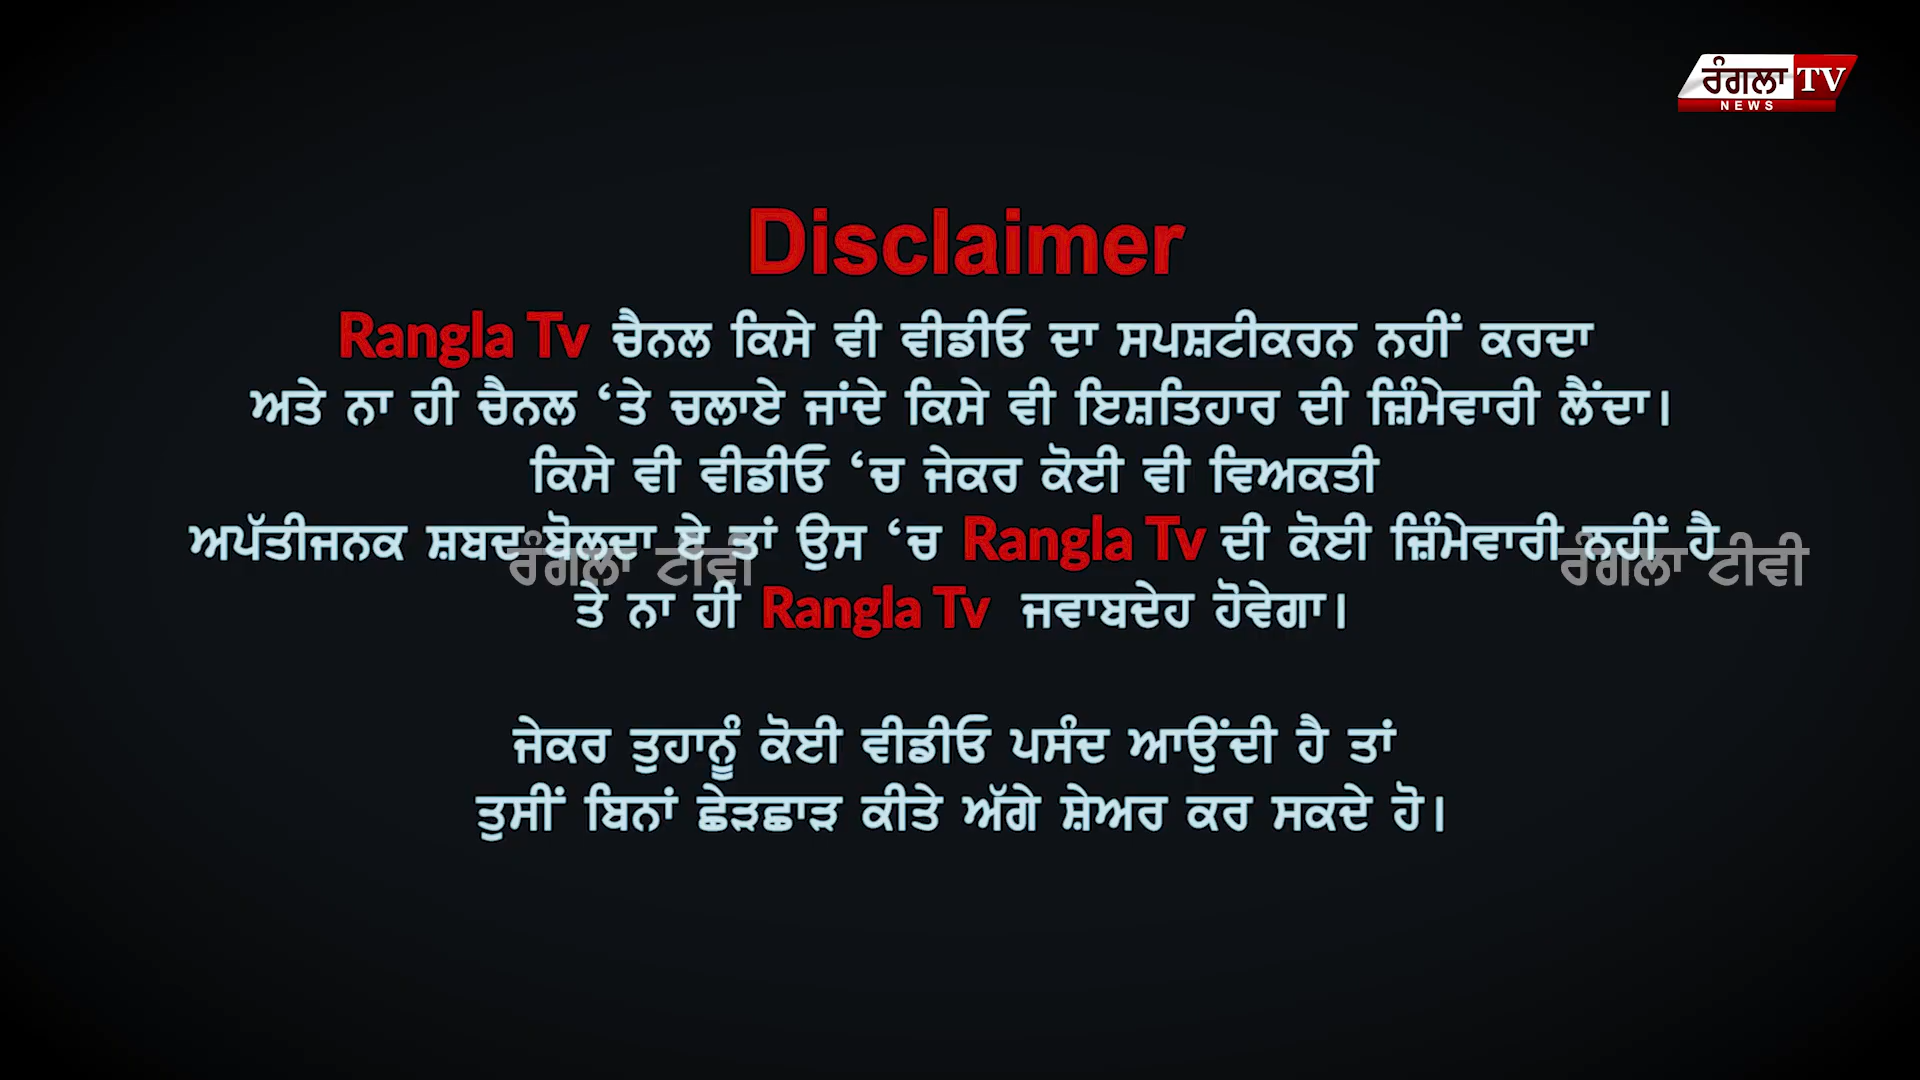 ਰੰਗਲਾ TV
NEWS
Disclaimer
Rangla Tv ਚੈਨਲ ਕਿਸੇ ਵੀ ਵੀਡੀਓ ਦਾ ਸਪਸ਼ਟੀਕਰਨ ਨਹੀਂ ਕਰਦਾ
ਅਤੇ ਨਾ ਹੀ ਚੈਨਲ ‘ਤੇ ਚਲਾਏ ਜਾਂਦੇ ਕਿਸੇ ਵੀ ਇਸ਼ਤਿਹਾਰ ਦੀ ਜ਼ਿੰਮੇਵਾਰੀ ਲੈਂਦਾ।
ਕਿਸੇ ਵੀ ਵੀਡੀਓ ‘ਚ ਜੇਕਰ ਕੋਈ ਵੀ ਵਿਅਕਤੀ
ਅਪੱਤੀਜਨਕ ਸ਼ਬਦ ਬੋਲਦਾ ਏ ਤਾਂ ਉਸ ‘ਚ Rangla Tv ਦੀ ਕੋਈ ਜ਼ਿੰਮੇਵਾਰੀ ਨਹੀਂ ਹੈ
ਰੰਗਲਾ ਟੀਵੀ ਰੰਗਲਾ ਟੀਵੀ
ਤੇ ਨਾ ਹੀ Rangla Tv ਜਵਾਬਦੇਹ ਹੋਵੇਗਾ।
ਜੇਕਰ ਤੁਹਾਨੂੰ ਕੋਈ ਵੀਡੀਓ ਪਸੰਦ ਆਉਂਦੀ ਹੈ ਤਾਂ
ਤੁਸੀਂ ਬਿਨਾਂ ਛੇੜਛਾੜ ਕੀਤੇ ਅੱਗੇ ਸ਼ੇਅਰ ਕਰ ਸਕਦੇ ਹੋ।